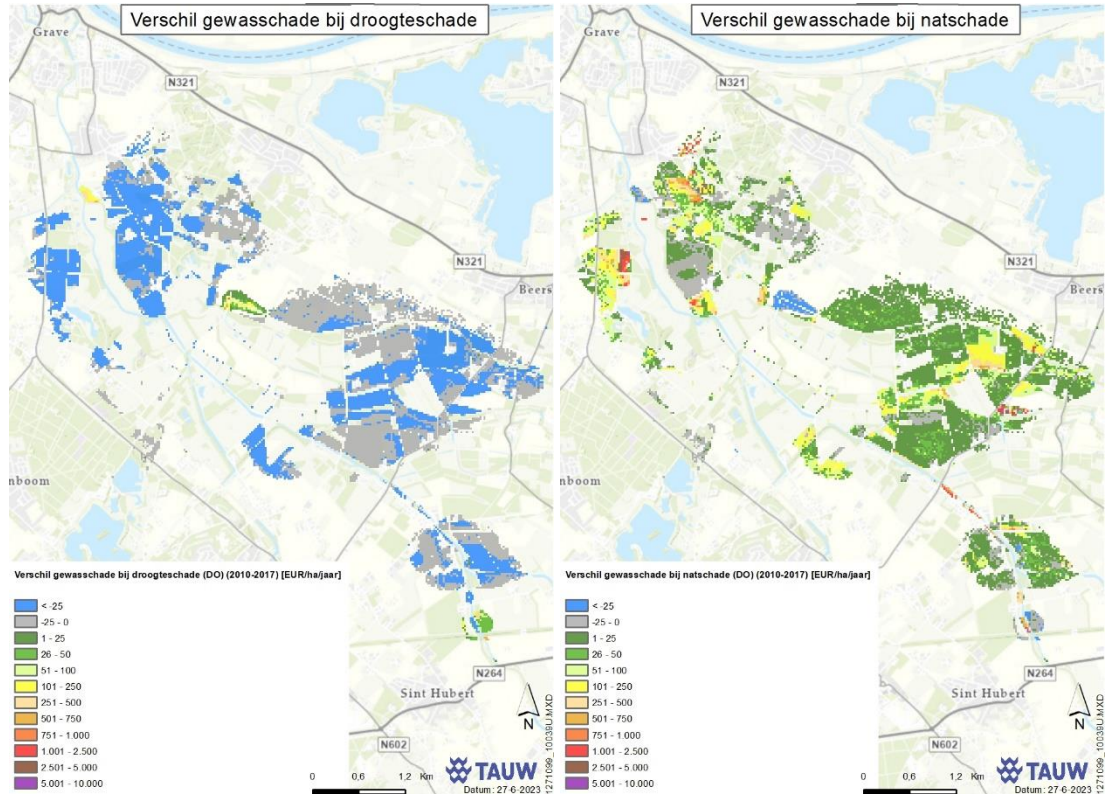 Verschil gewasschade bij droogteschade
Grave
N321
N321
Beers
nboom
Verschil gewasschade bij droogteschade (DO) (2010-2017) [EUR/ha/jaar]
< -25
-25 - 0
1 - 25
26 - 50
51 - 100
101 - 250
251 - 500
501 - 750
751 - 1.000
1.001 - 2.500
2.501 - 5.000
5.001 - 10.000
N264
Sint Hubert
N602
N
0 0,6 1,2 Km
TAUW
Datum: 27-6-2023
1271099_10039U.MXD
Verschil gewasschade bij natschade
Grave
N321
N321
Beers
enboom
Verschil gewasschade bij natschade (DO) (2010-2017) [EUR/ha/jaar]
< -25
-25 - 0
1 - 25
26 - 50
51 - 100
101 - 250
251 - 500
501 - 750
751 - 1.000
1.001 - 2.500
2.501 - 5.000
5.001 - 10.000
N264
Sint Hubert
N602
N
0 0,6 1,2 Km
TAUW
Datum: 27-6-2023
1271099_10039U.MXD